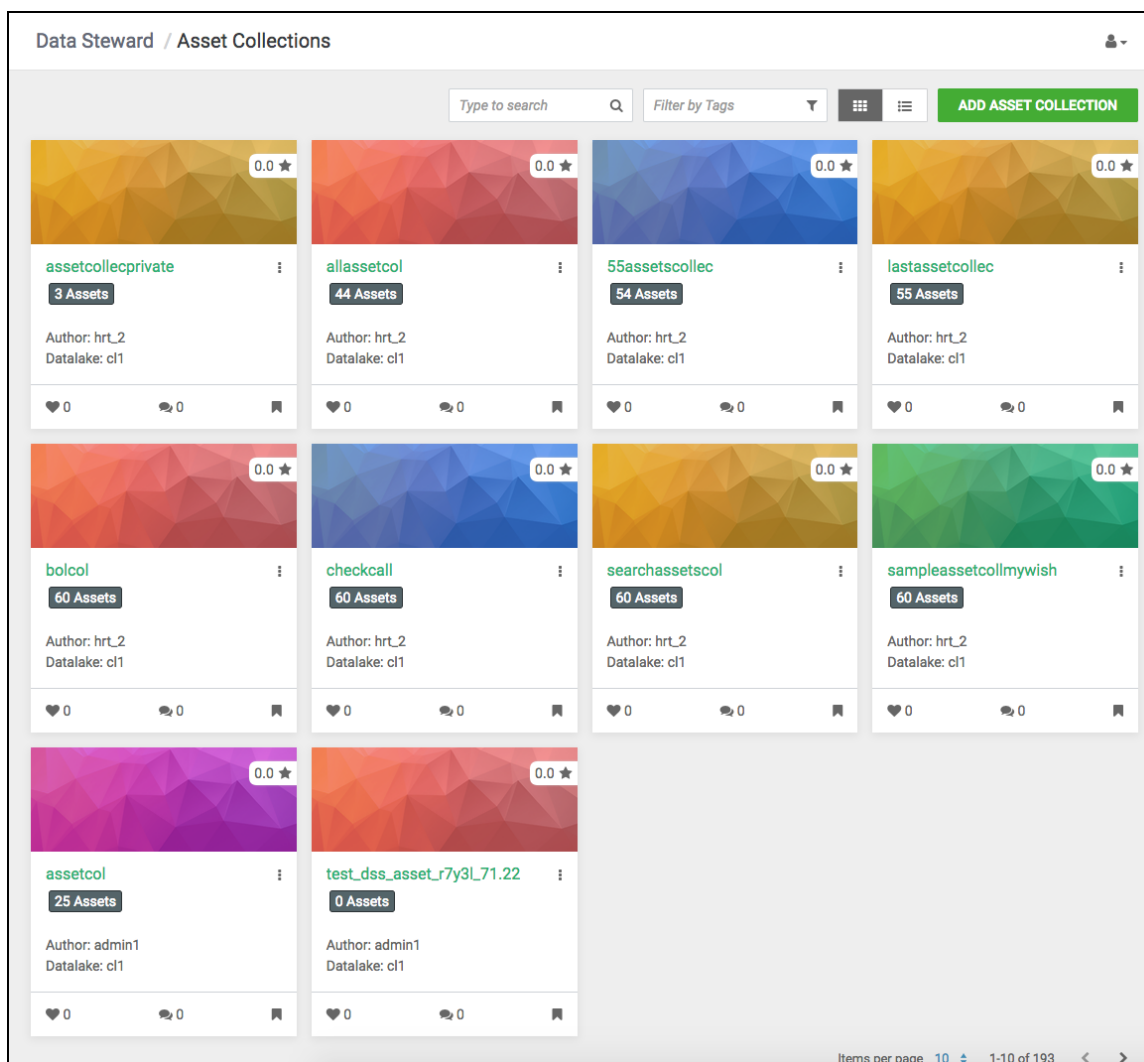 Data Steward / Asset Collections
Type to search
Filter by Tags
ADD ASSET COLLECTION
0.0
0.0
0.0
0.0
assetcollecprivate
3 Assets
Author: hrt_2
Datalake: cl1
0 0
allassetcol
44 Assets
Author: hrt_2
Datalake: cl1
0 0
55assetscollec
54 Assets
Author: hrt_2
Datalake: cl1
0 0
lastassetcollec
55 Assets
Author: hrt_2
Datalake: cl1
0 0
0.0
0.0
0.0
0.0
bolcol
60 Assets
Author: hrt_2
Datalake: cl1
0 0
checkcall
60 Assets
Author: hrt_2
Datalake: cl1
0 0
searchassetscol
60 Assets
Author: hrt_2
Datalake: cl1
0 0
sampleassetcollmywish
60 Assets
Author: hrt_2
Datalake: cl1
0 0
0.0
0.0
assetcol
25 Assets
Author: admin1
Datalake: cl1
0 0
test_dss_asset_r7y3l_71.22
0 Assets
Author: admin1
Datalake: cl1
0 0
Items per page 10 1-10 of 193